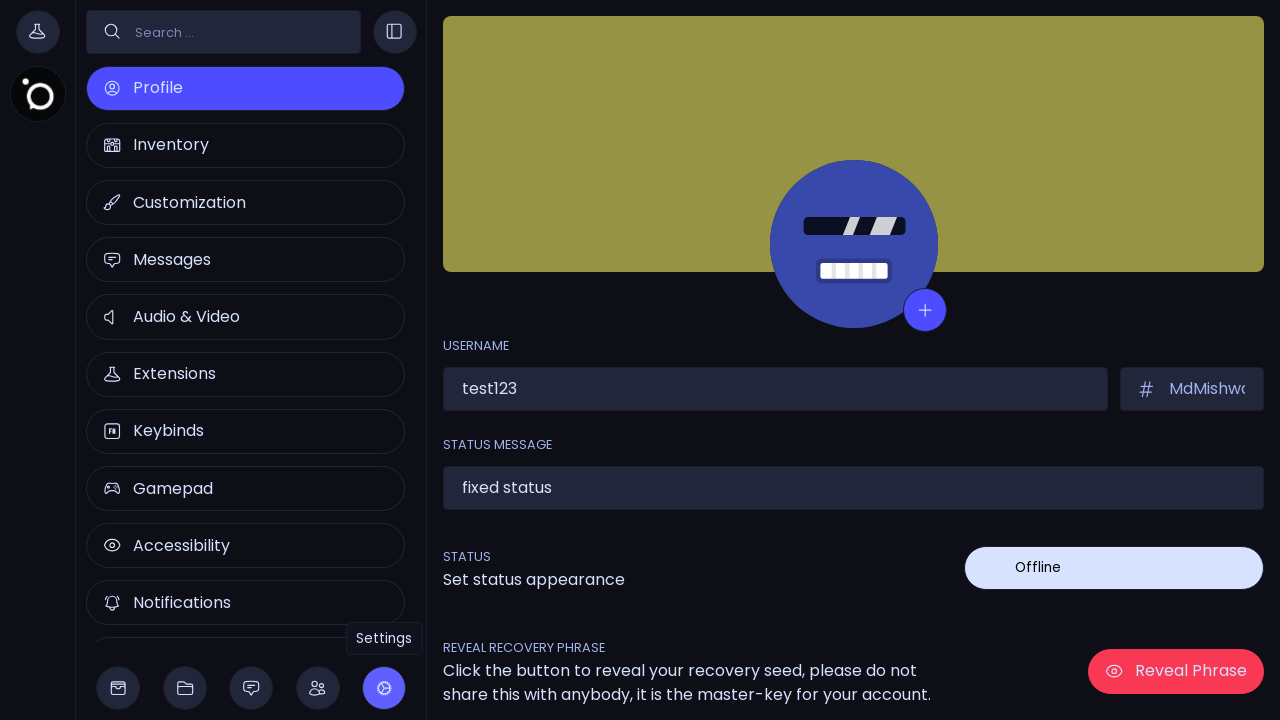 Search ...
Profile
Inventory
Customization
Messages
Audio & Video
Extensions
Keybinds
Gamepad
Accessibility
Notifications
Settings
USERNAME
test123
# MdMishwa
STATUS MESSAGE
fixed status
STATUS
Set status appearance
Offline
REVEAL RECOVERY PHRASE
Click the button to reveal your recovery seed, please do not
share this with anybody, it is the master-key for your account.
Reveal Phrase